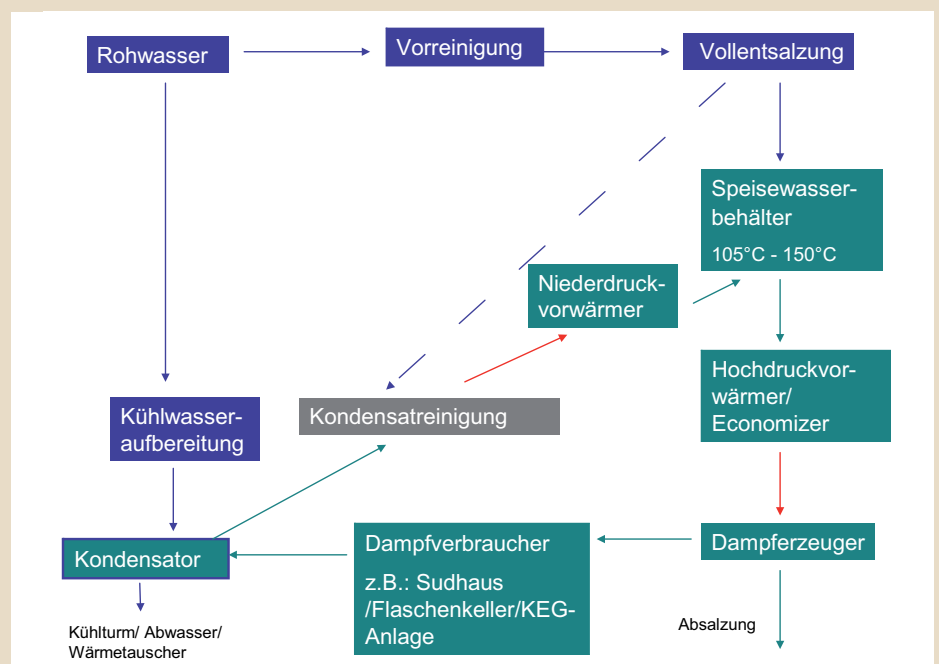 Rohwasser
Vorreinigung
Vollentsalzung
Speisewasser-
behälter
105°C - 150°C
Niederdruck-
vorwärmer
Hochdruckvor-
wärmer/
Economizer
Kühlwasser-
aufbereitung
Kondensatreinigung
Kondensator
Dampfverbraucher
z.B.: Sudhaus
/Flaschenkeller/KEG-
Anlage
Dampferzeuger
Kühlturm/ Abwasser/
Wärmetauscher
Absalzung